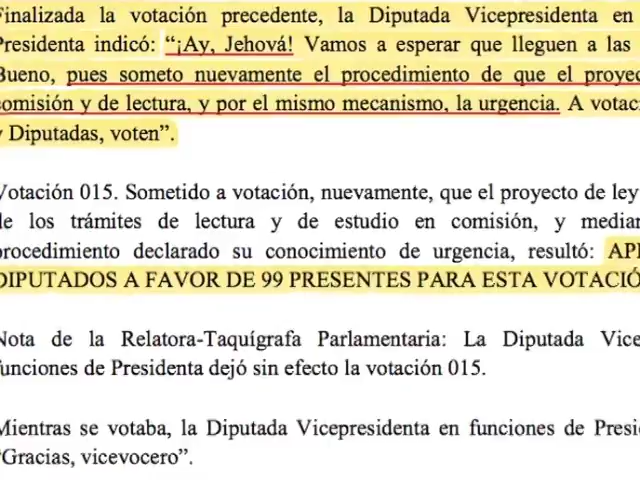 Finalizada la votación precedente, la Diputada Vicepresidenta en
Presidenta indicó: “¡Ay, Jehová! Vamos a esperar que lleguen a las
Bueno, pues someto nuevamente el procedimiento de que el proyec
comisión y de lectura, y por el mismo mecanismo, la urgencia. A votaci
y Diputadas, voten”.
Votación 015. Sometido a votación, nuevamente, que el proyecto de ley
de los trámites de lectura y de estudio en comisión, y median
procedimiento declarado su conocimiento de urgencia, resultó:
DIPUTADOS A FAVOR DE 99 PRESENTES PARA ESTA VOTACIÓ
Nota de la Relatora-Taquígrafa Parlamentaria: La Diputada Vice
funciones de Presidenta dejó sin efecto la votación 015.
Mientras se votaba, la Diputada Vicepresidenta en funciones de Presi
“Gracias, vicevocero”.